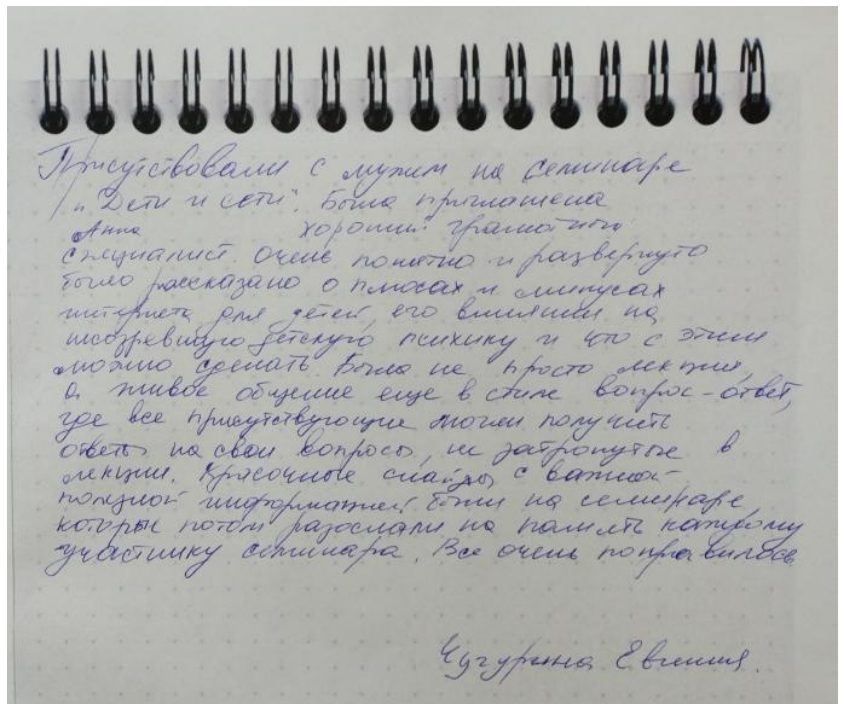 Присутствовали с мужем на семинаре
"Дети и сети". Была приглашена
Анна хороший грамотный
специалист. Очень понятно и развернуто
было рассказано о плюсах и минусах
интернета для детей, его влиянии на
несозревшую детскую психику и что с этим
можно сделать. Была не просто лекция,
а живое общение еще в стиле вопрос-ответ,
где все присутствующие могли получить
ответы на свои вопросы, не затронутые в
лекции. Красочные слайды с важной
полезной информацией были на семинаре,
которые потом разослали на память каждому
участнику семинара. Все очень понравилось
Чугурина Евгения.